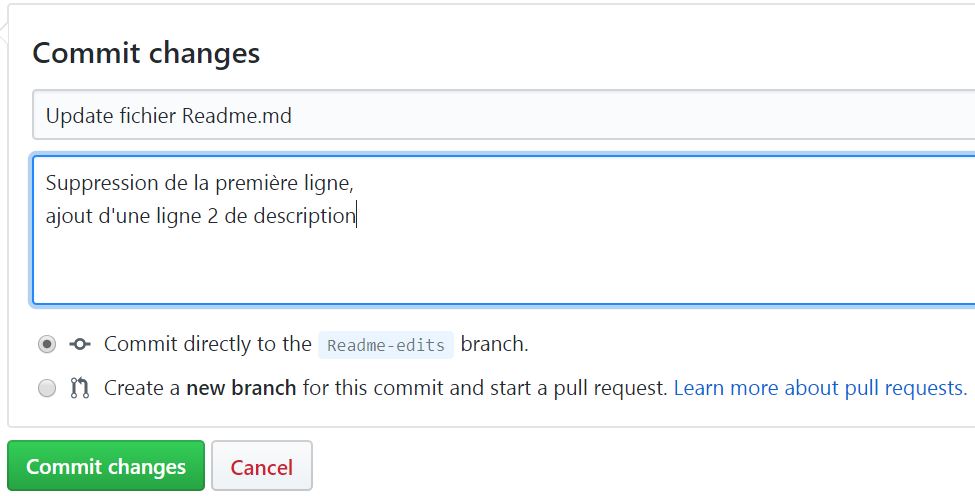 Commit changes
Update fichier Readme.md
Suppression de la première ligne,
ajout d'une ligne 2 de description
Commit directly to the Readme-edits branch.
Create a new branch for this commit and start a pull request. Learn more about pull requests.
Commit changes Cancel